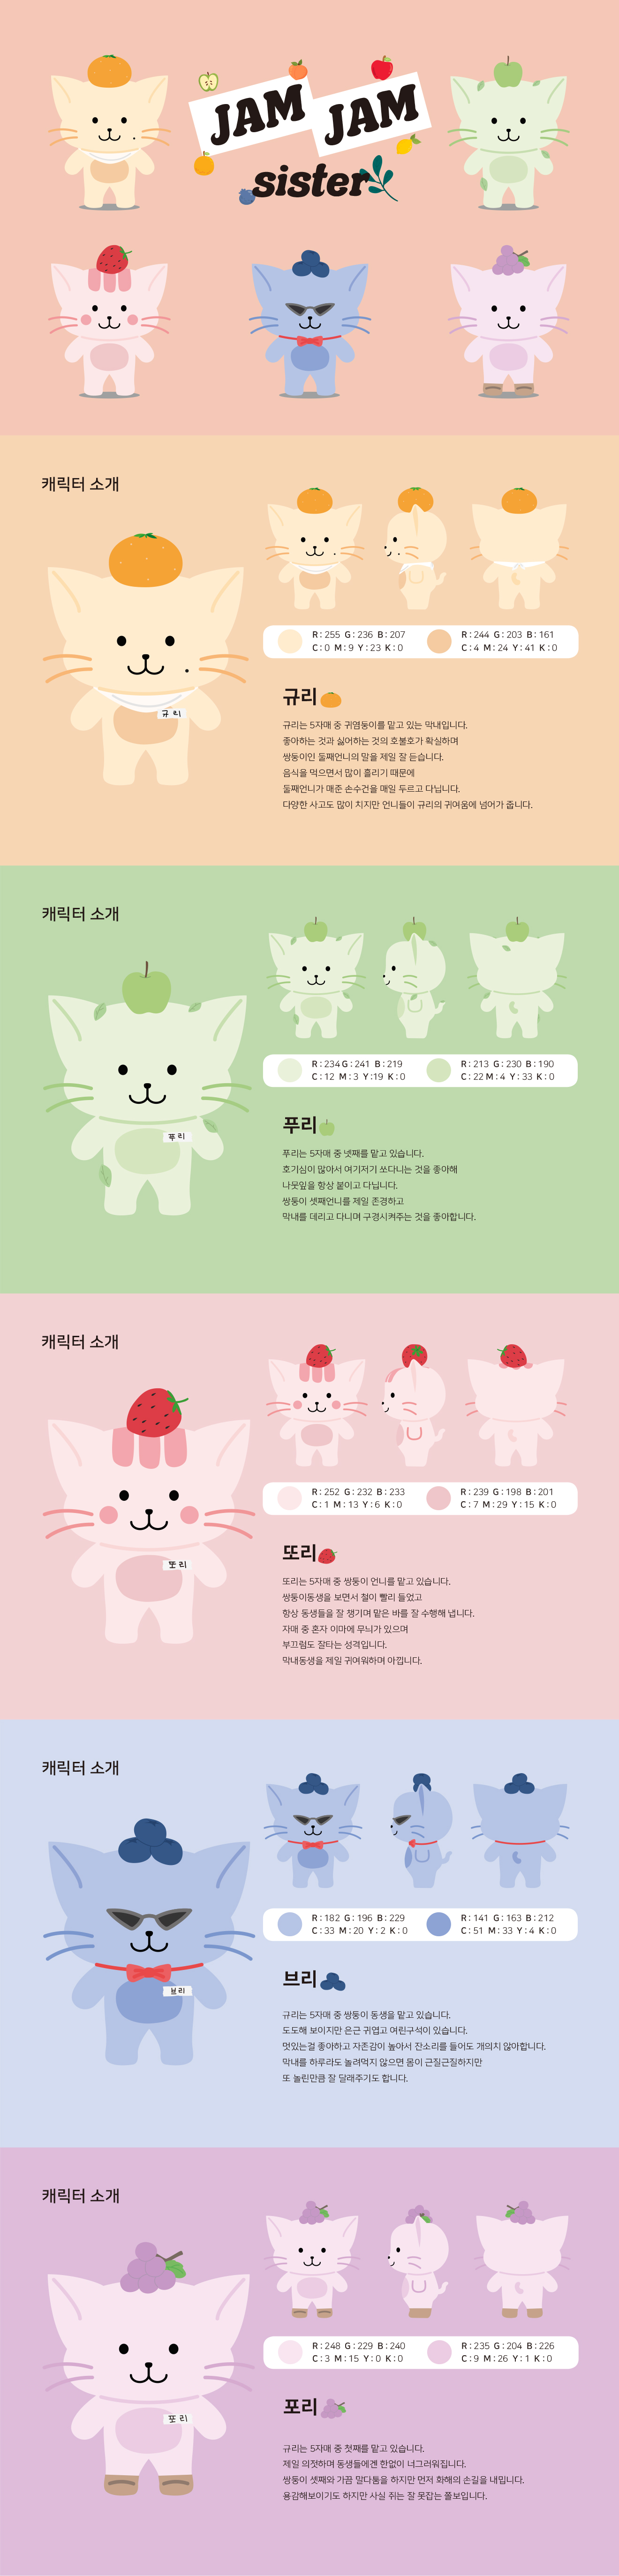 JAM JAM
sister
캐릭터 소개
규리
R : 255 G : 236 B : 207
C : 0 M : 9 Y : 23 K : 0
R : 244 G : 203 B : 161
C : 4 M : 24 Y : 41 K : 0
규리
규리는 5자매 중 귀염둥이를 맡고 있는 막내입니다.
좋아하는 것과 싫어하는 것의 호불호가 확실하며
쌍둥이인 둘째언니의 말을 제일 잘 듣습니다.
음식을 먹으면서 많이 흘리기 때문에
둘째언니가 매준 손수건을 매일 두르고 다닙니다.
다양한 사고도 많이 치지만 언니들이 규리의 귀여움에 넘어가 줍니다.
캐릭터 소개
푸리
R : 234 G : 241 B : 219
C : 12 M : 3 Y :19 K : 0
R : 213 G : 230 B : 190
C : 22 M : 4 Y : 33 K : 0
푸리
푸리는 5자매 중 넷째를 맡고 있습니다.
호기심이 많아서 여기저기 쏘다니는 것을 좋아해
나뭇잎을 항상 붙이고 다닙니다.
쌍둥이 셋째언니를 제일 존경하고
막내를 데리고 다니며 구경시켜주는 것을 좋아합니다.
캐릭터 소개
또리
R : 252 G : 232 B : 233
C : 1 M : 13 Y : 6 K : 0
R : 239 G : 198 B : 201
C : 7 M : 29 Y : 15 K : 0
또리
또리는 5자매 중 쌍둥이 언니를 맡고 있습니다.
쌍둥이동생을 보면서 철이 빨리 들었고
항상 동생들을 잘 챙기며 맡은 바를 잘 수행해 냅니다.
자매 중 혼자 이마에 무늬가 있으며
부끄럼도 잘타는 성격입니다.
막내동생을 제일 귀여워하며 아낍니다.
캐릭터 소개
브리
R : 182 G : 196 B : 229
C : 33 M : 20 Y : 2 K : 0
R : 141 G : 163 B : 212
C : 51 M : 33 Y : 4 K : 0
브리
규리는 5자매 중 쌍둥이 동생을 맡고 있습니다.
도도해 보이지만 은근 귀엽고 여린구석이 있습니다.
멋있는걸 좋아하고 자존감이 높아서 잔소리를 들어도 개의치 않아합니다.
막내를 하루라도 놀려먹지 않으면 몸이 근질근질하지만
또 놀린만큼 잘 달래주기도 합니다.
캐릭터 소개
포리
R : 248 G : 229 B : 240
C : 3 M : 15 Y : 0 K : 0
R : 235 G : 204 B : 226
C : 9 M : 26 Y : 1 K : 0
포리
규리는 5자매 중 첫째를 맡고 있습니다.
제일 의젓하며 동생들에겐 한없이 너그러워집니다.
쌍둥이 셋째와 가끔 말다툼을 하지만 먼저 화해의 손길을 내밉니다.
용감해보이기도 하지만 사실 쥐는 잘 못잡는 쫄보입니다.